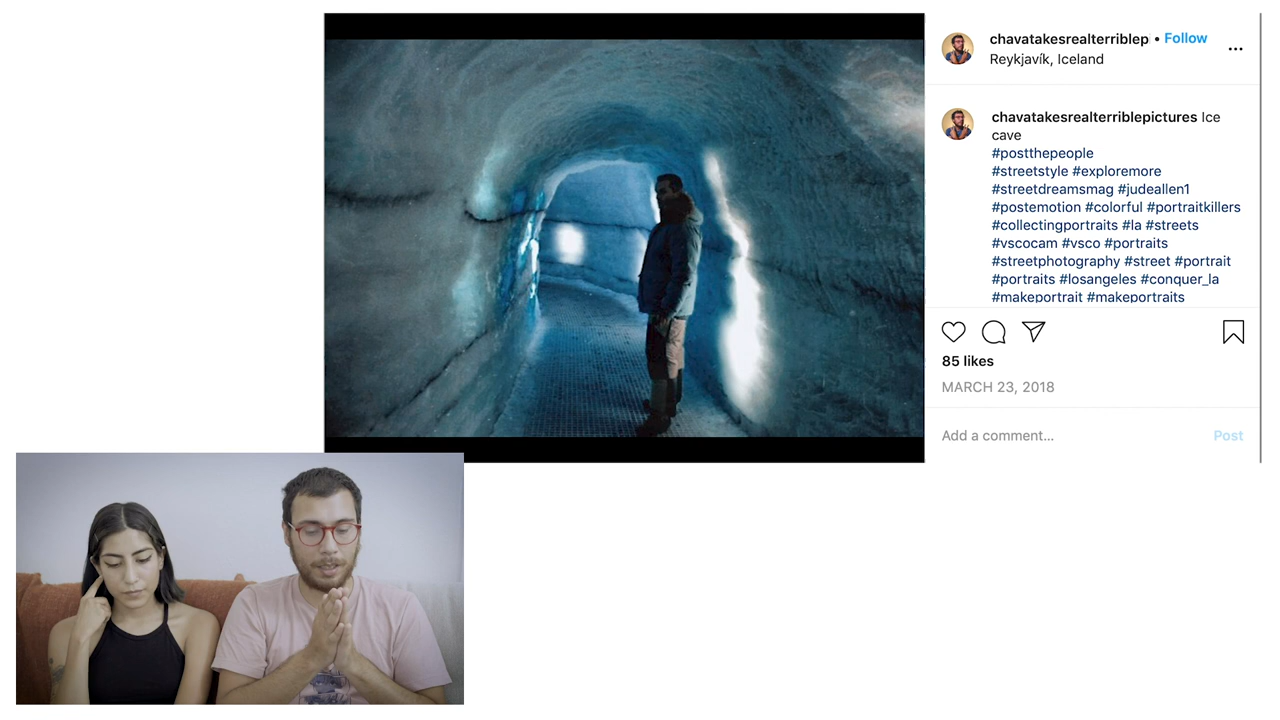 chavatakesrealterriblep • Follow
Reykjavík, Iceland
chavatakesrealterriblepictures Ice
cave
#postthepeople
#streetstyle #exploremore
#streetdreamsmag #judeallen1
#postemotion #colorful #portraitkillers
#collectingportraits #la #streets
#vscocam #vsco #portraits
#streetphotography #street #portrait
#portraits #losangeles #conquer_la
#makeportrait #makeportraits
85 likes
MARCH 23, 2018
Add a comment... Post